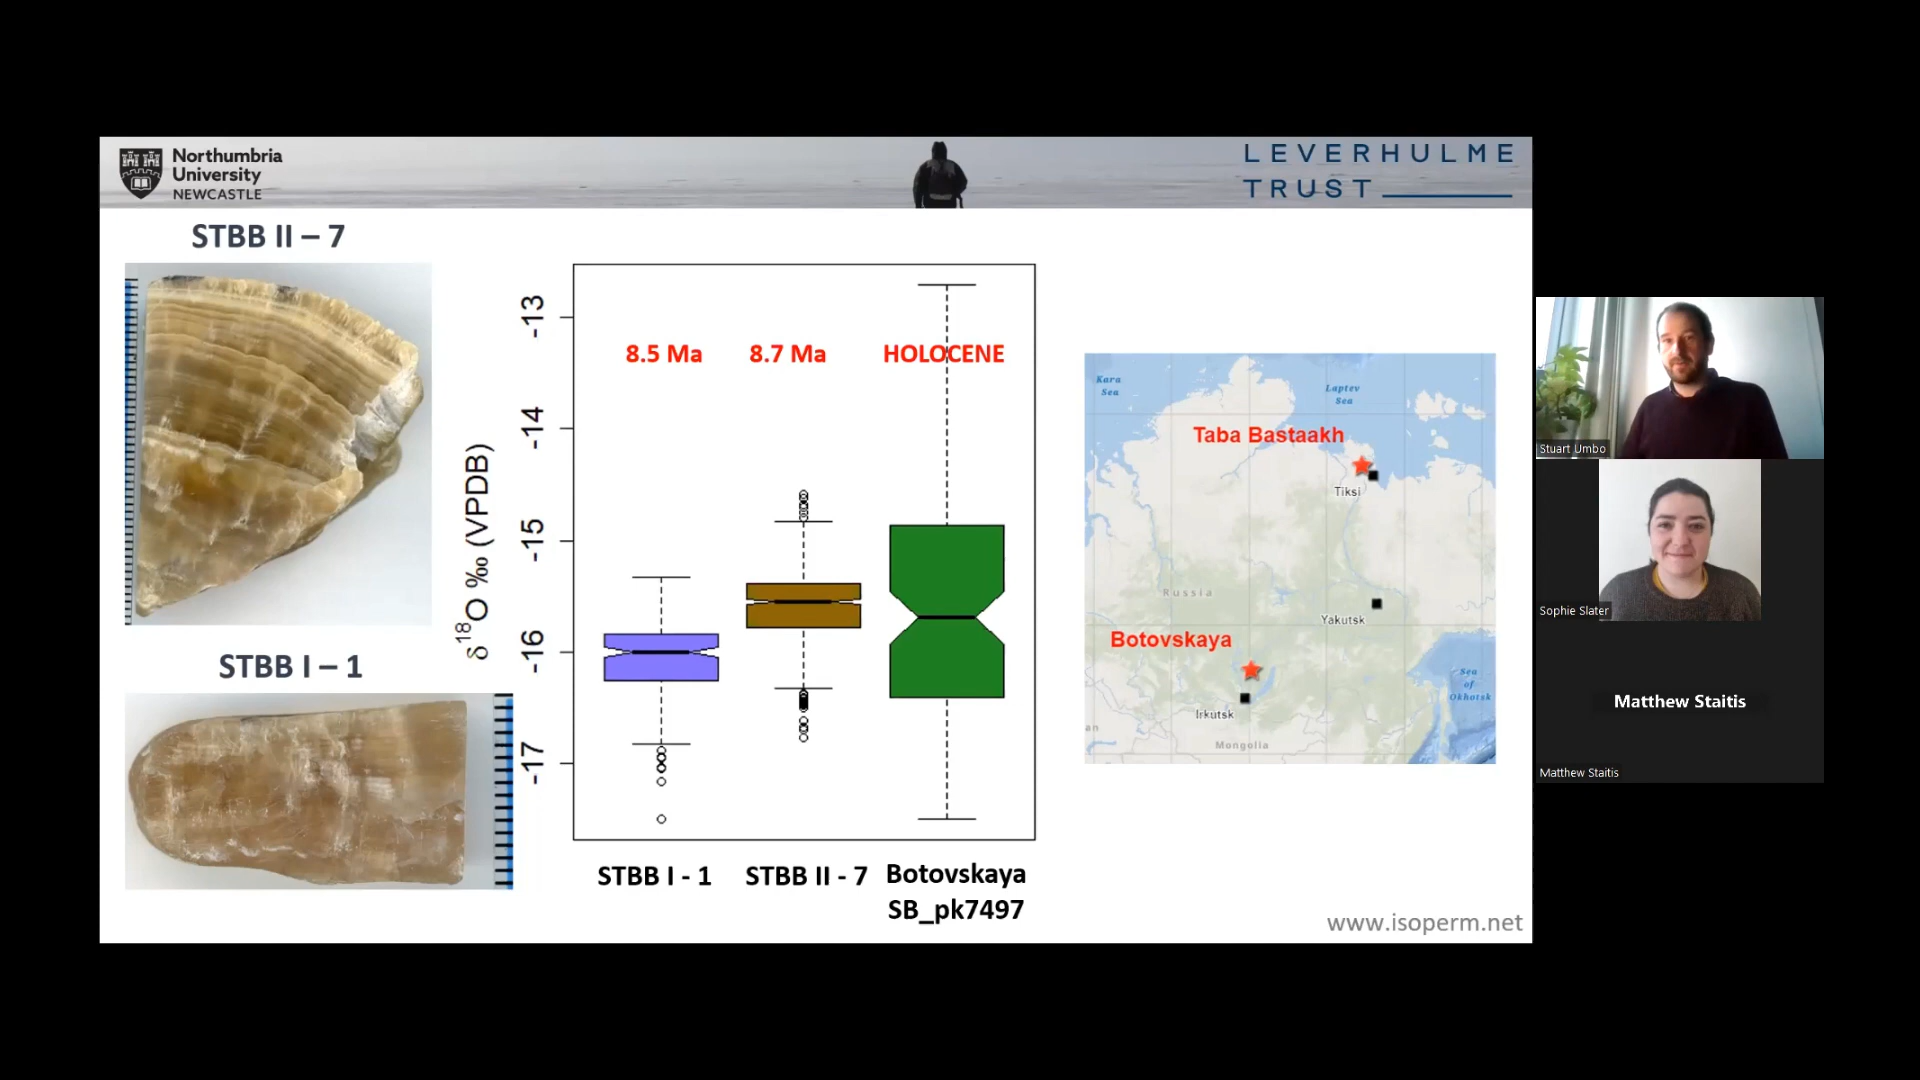 Northumbria
University
NEWCASTLE
LEVERHULME
TRUST
STBB II – 7
STBB I – 1
δ18O ‰ (VPDB)
-13
-14
-15
-16
-17
8.5 Ma
8.7 Ma
HOLOCENE
STBB I - 1
STBB II - 7
Botovskaya
SB_pk7497
Kara
Sea
Laptev
Sea
Taba Bastaakh
Tiksi
Russia
Yakutsk
Botovskaya
Irkutsk
Sea
of
Okhotsk
an
Mongolia
www.isoperm.net
Stuart Umbo
Sophie Slater
Matthew Staitis
Matthew Staitis